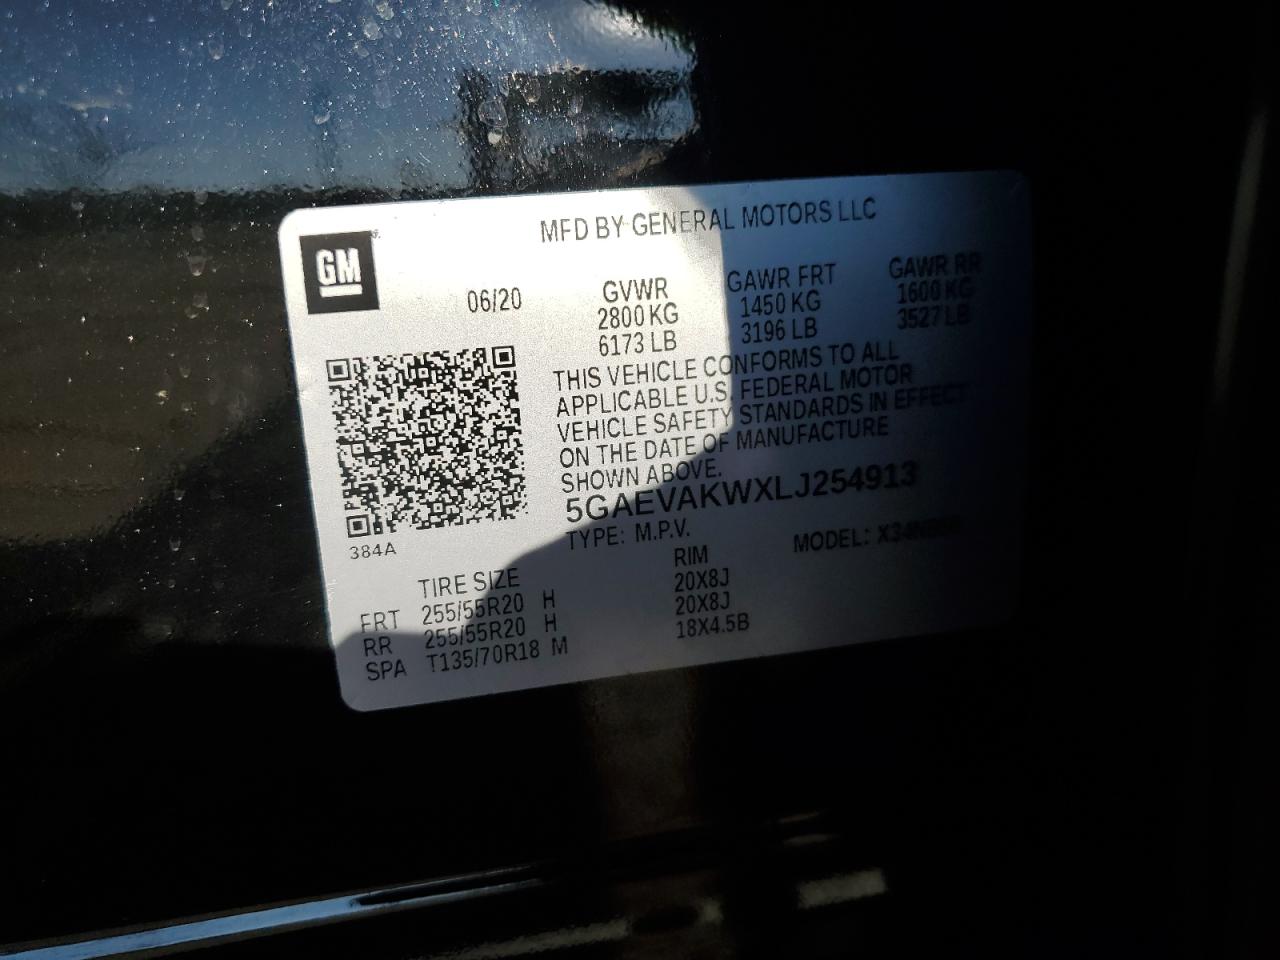 MFD BY GENERAL MOTORS LLC
GM
06/20
GVWR
2800 KG
6173 LB
GAWR FRT
1450 KG
3196 LB
GAWR RR
1600 KG
3527 LB
THIS VEHICLE CONFORMS TO ALL
APPLICABLE U.S. FEDERAL MOTOR
VEHICLE SAFETY STANDARDS IN EFFECT
ON THE DATE OF MANUFACTURE
SHOWN ABOVE.
5GAEVAKWXLJ254913
TYPE: M.P.V.
MODEL:
384A
TIRE SIZE RIM
FRT 255/55R20 H 20X8J
RR 255/55R20 H 20X8J
SPA T135/70R18 M 18X4.5B